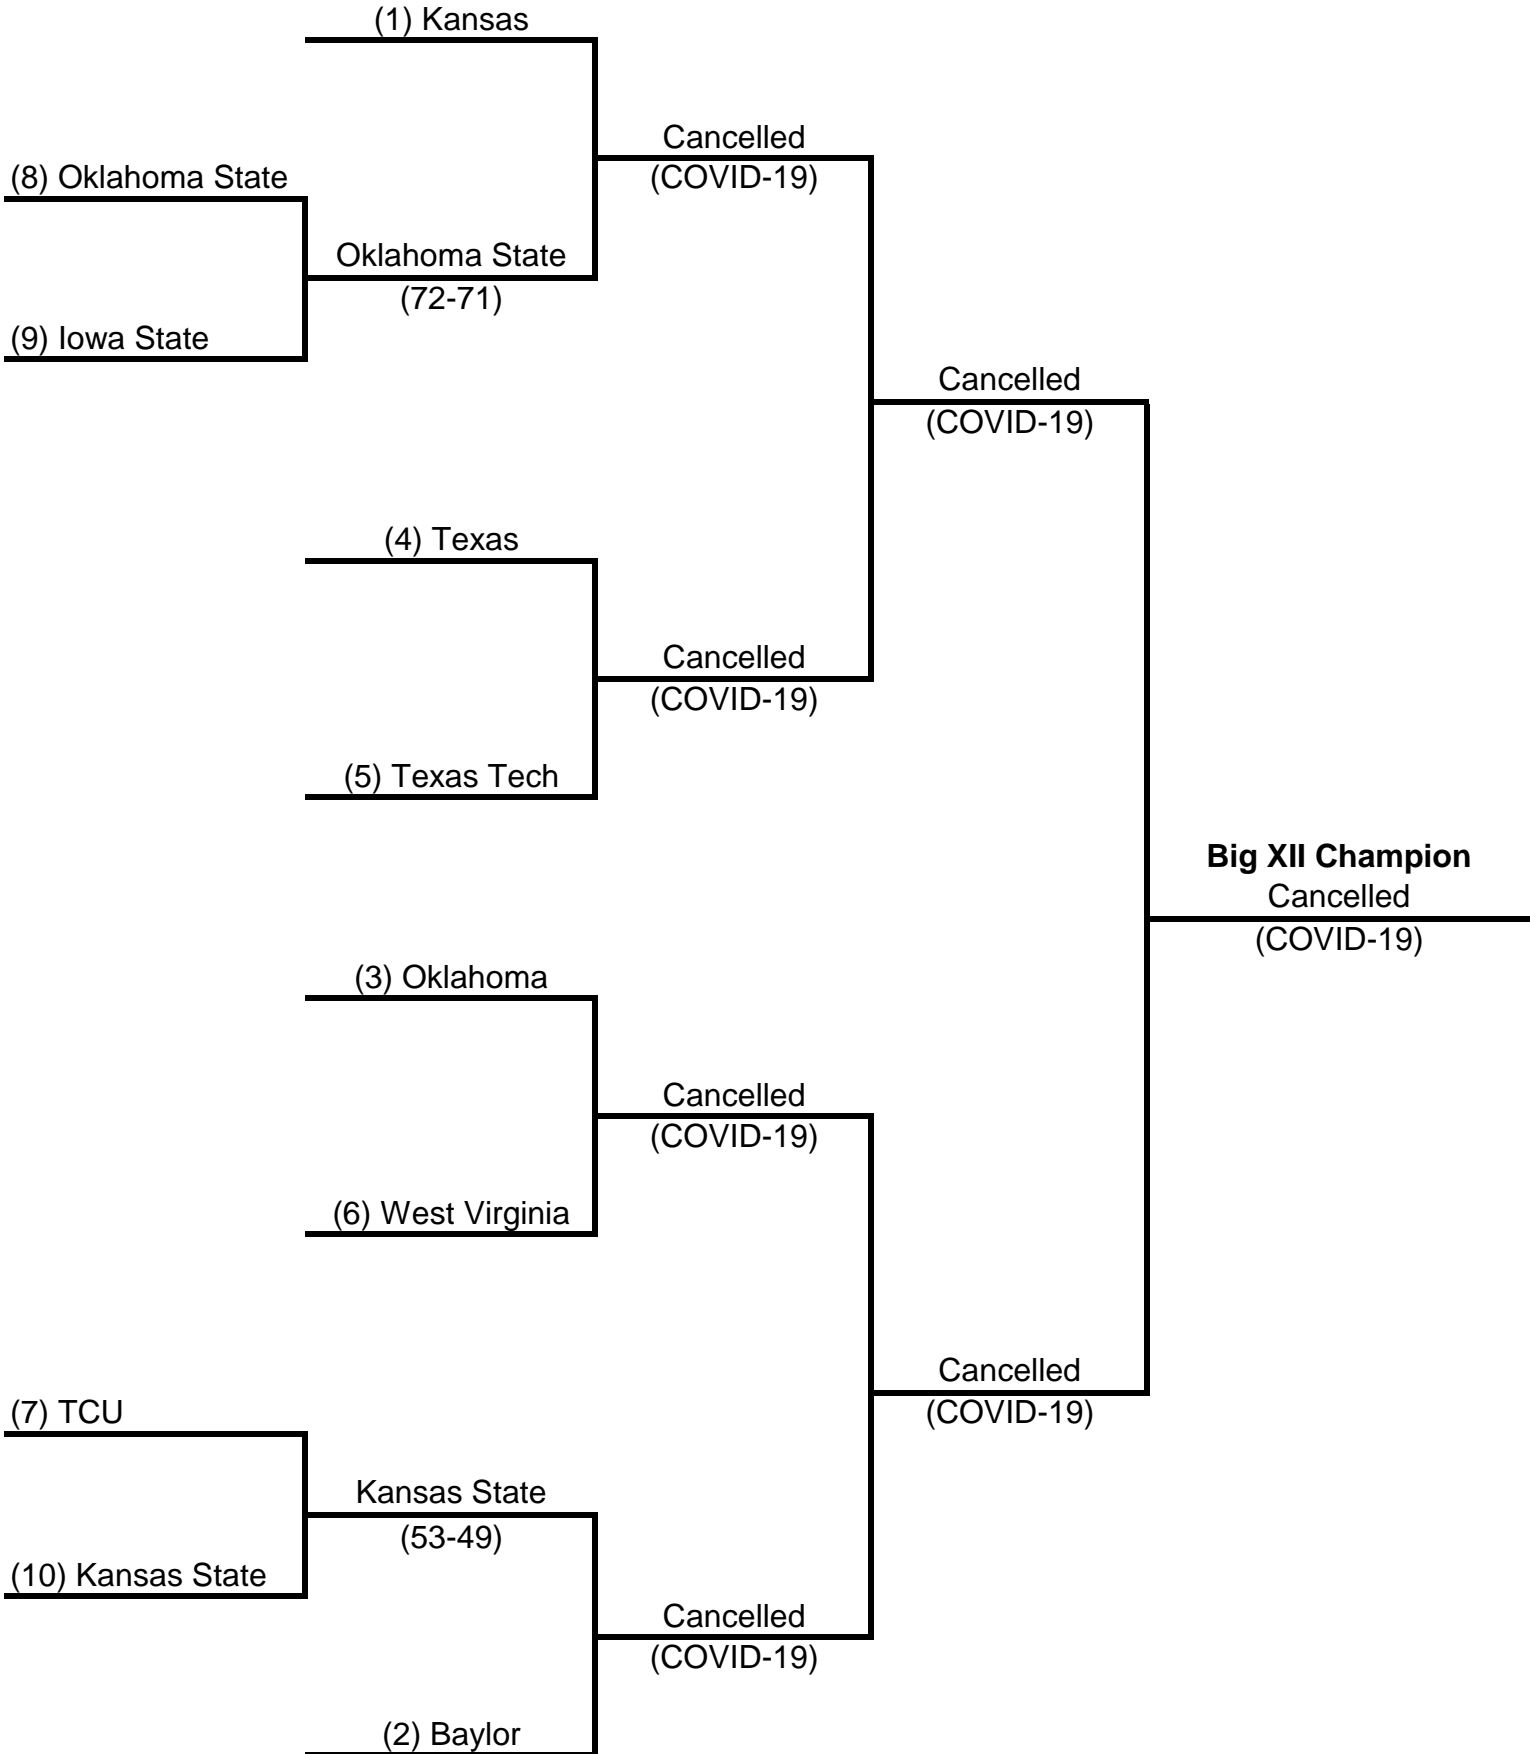 (1) Kansas
Cancelled
(8) Oklahoma State
(COVID-19)
Oklahoma State
(72-71)
(9) Iowa State
Cancelled
(COVID-19)
(4) Texas
Cancelled
(COVID-19)
(5) Texas Tech
Big XII Champion
Cancelled
(COVID-19)
(3) Oklahoma
Cancelled
(COVID-19)
(6) West Virginia
Cancelled
(COVID-19)
(7) TCU
Kansas State
(53-49)
(10) Kansas State
Cancelled
(COVID-19)
(2) Baylor